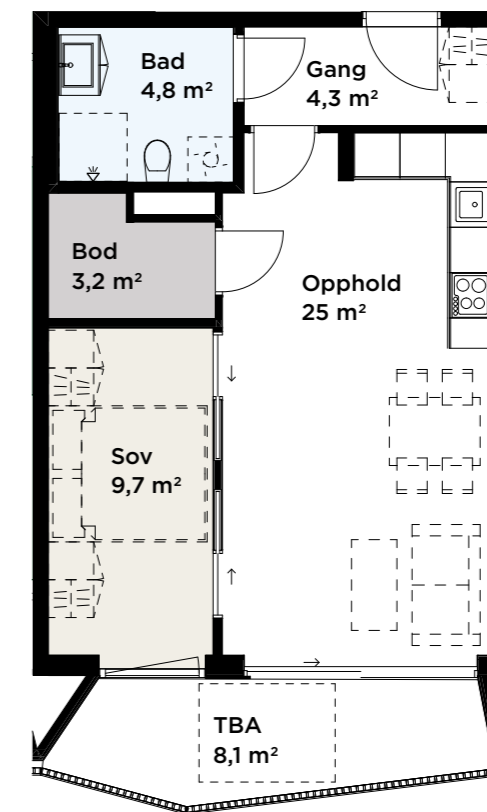 Bad
4,8 m²
Gang
4,3 m²
Bod
3,2 m²
Opphold
25 m²
Sov
9,7 m²
TBA
8,1 m²